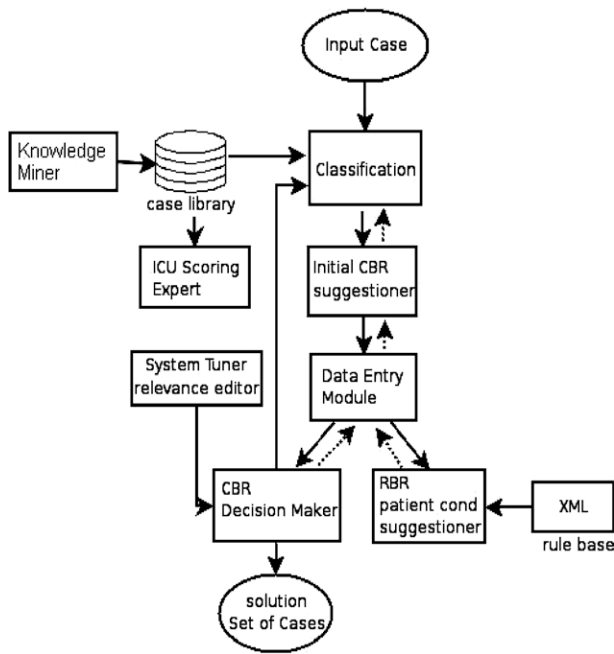 Input Case
Knowledge
Miner
Classification
case library
ICU Scoring
Expert
Initial CBR
suggestioner
System Tuner
relevance editor
Data Entry
Module
CBR
Decision Maker
RBR
patient cond
suggestioner
XML
rule base
solution
Set of Cases